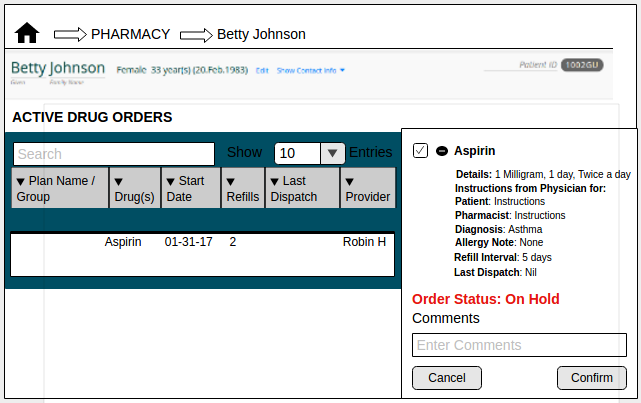 PHARMACY
Betty Johnson
Betty Johnson Female 33 year(s) (20.Feb.1983) Edit Show Contact Info
Given Family Name
Patient ID 1002GU
ACTIVE DRUG ORDERS
Search Show 10 Entries
Plan Name / Group
Drug(s)
Start Date
Refills
Last Dispatch
Provider
Aspirin 01-31-17 2 Robin H
Aspirin
Details: 1 Milligram, 1 day, Twice a day
Instructions from Physician for:
Patient: Instructions
Pharmacist: Instructions
Diagnosis: Asthma
Allergy Note: None
Refill Interval: 5 days
Last Dispatch: Nil
Order Status: On Hold
Comments
Enter Comments
Cancel Confirm